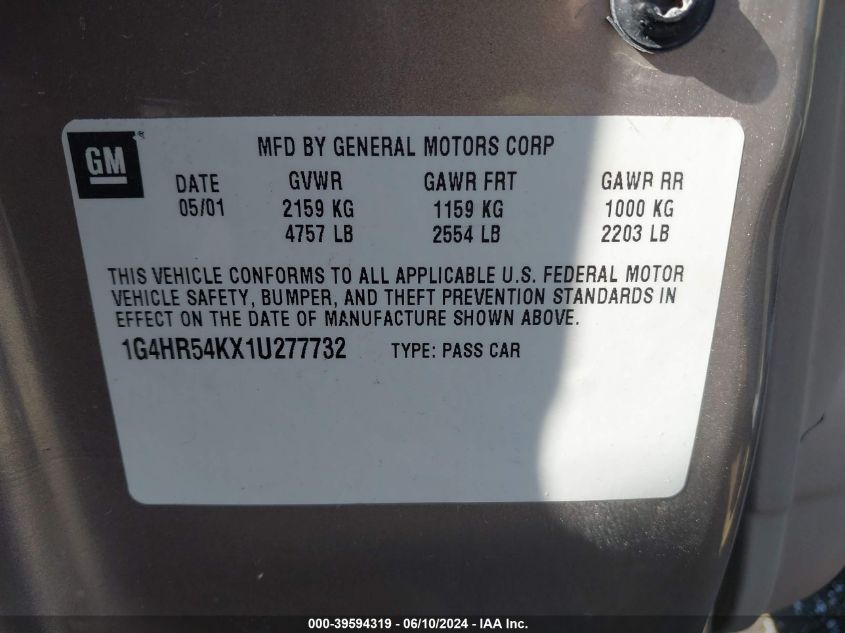 GM
MFD BY GENERAL MOTORS CORP
DATE GVWR GAWR FRT GAWR RR
05/01 2159 KG 1159 KG 1000 KG
4757 LB 2554 LB 2203 LB
THIS VEHICLE CONFORMS TO ALL APPLICABLE U.S. FEDERAL MOTOR
VEHICLE SAFETY, BUMPER, AND THEFT PREVENTION STANDARDS IN
EFFECT ON THE DATE OF MANUFACTURE SHOWN ABOVE.
1G4HR54KX1U277732 TYPE: PASS CAR
000-39594319 - 06/10/2024 - IAA Inc.